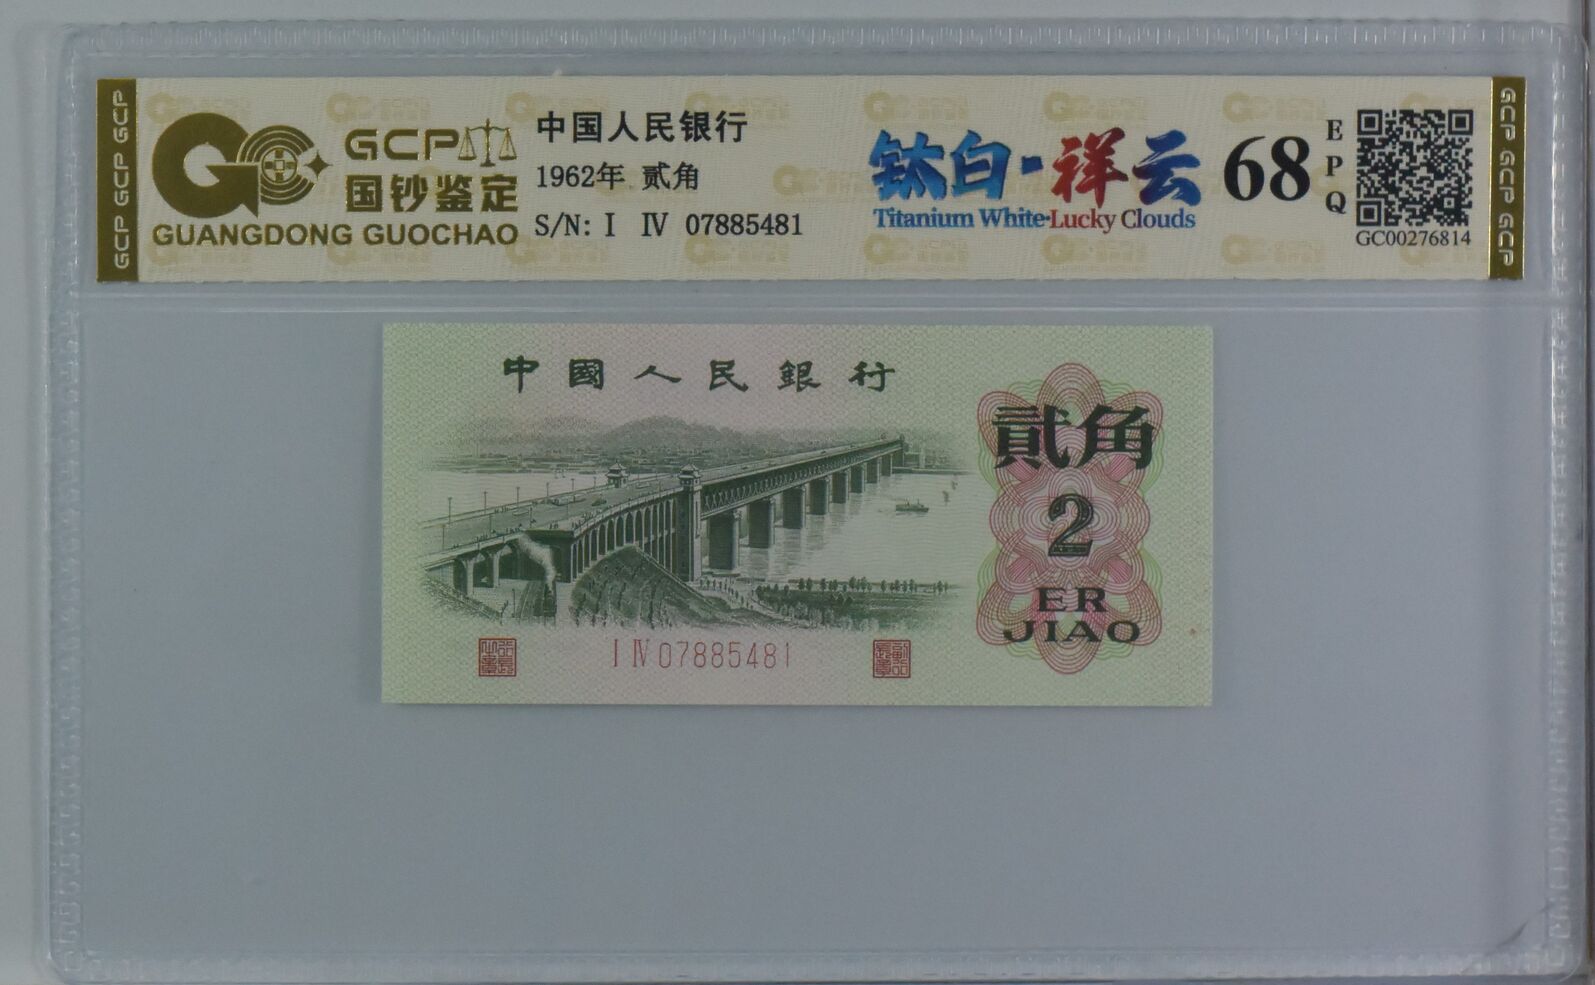 GCP GCP GCP
GCP
国钞鉴定
GUANGDONG GUOCHAO
中国人民银行
1962年 贰角
S/N: I IV 07885481
钛白·祥云
Titanium White·Lucky Clouds
68
EPQ
GC00276814
GCP GCP GCP
中國人民銀行
貳角
2
ER
JIAO
I IV 07885481